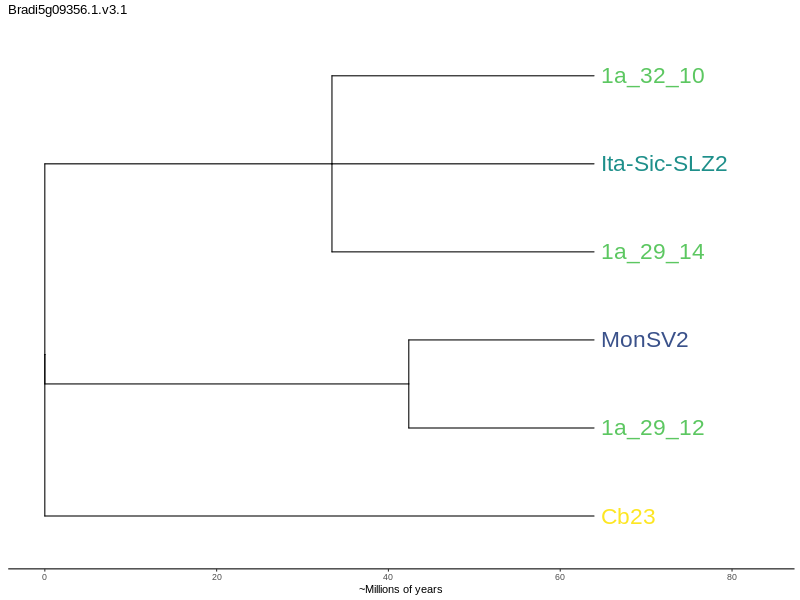 Bradi5g09356.1.v3.1
1a_32_10
Ita-Sic-SLZ2
1a_29_14
MonSV2
1a_29_12
Cb23
0 20 40 60 80
~Millions of years